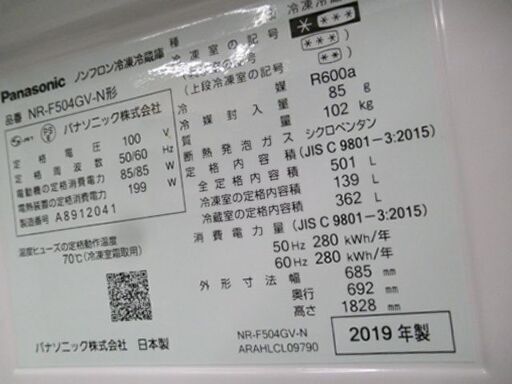 Panasonic ノンフロン冷凍冷蔵庫
品番 NR-F504GV-N形
パナソニック株式会社
定格電圧 100 V
定格周波数 50/60 Hz
電動機の定格消費電力 85/85 W
電熱装置の定格消費電力 199 W
製造番号 A8912041
温度ヒューズの定格動作温度
70℃(冷凍室霜取用)
パナソニック株式会社 日本製
種 冷凍冷蔵
冷凍室の記号
の記号
(上段冷凍室の記号)
冷媒 R600a
冷媒封入量 85 g
質量 102 kg
断熱発泡ガス シクロペンタン
定格内容積 (JIS C 9801-3:2015)
全定格内容積 501 L
冷凍室の定格内容積 139 L
冷蔵室の定格内容積 362 L
消費電力量 (JIS C 9801-3:2015)
50Hz 280 kWh/年
60Hz 280 kWh/年
外形寸法 幅 685 mm
奥行 692 mm
高さ 1828 mm
NR-F504GV-N
ARAHLCL09790
2019年製